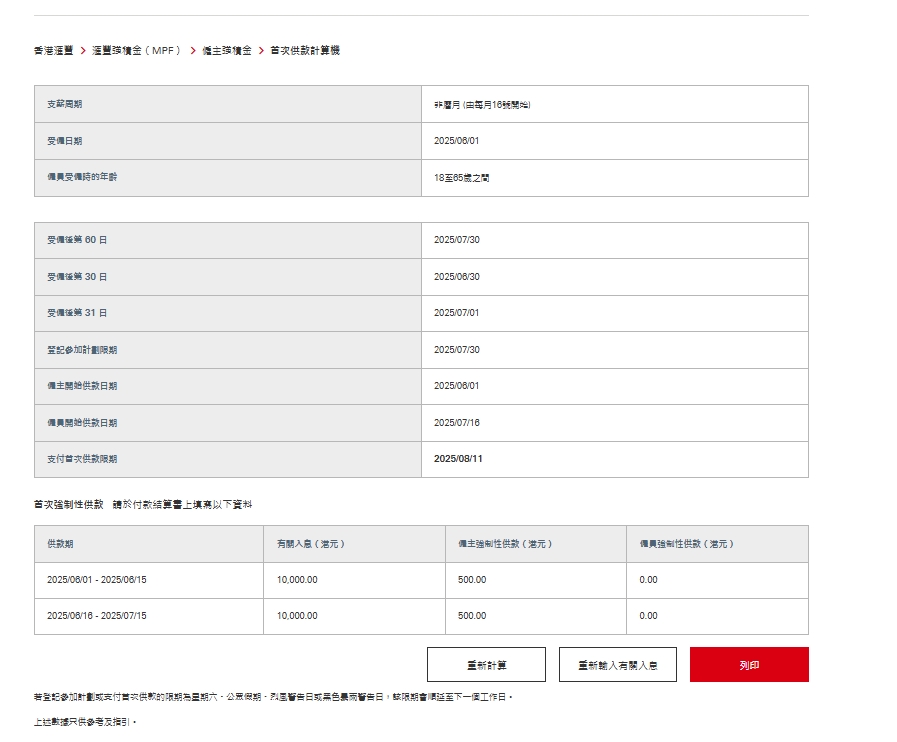 香港滙豐 > 滙豐強積金（MPF） > 僱主強積金 > 首次供款計算機
支薪周期 非曆月 (由每月16號開始)
受僱日期 2025/06/01
僱員受僱時的年齡 18至65歲之間
受僱後第 60 日 2025/07/30
受僱後第 30 日 2025/06/30
受僱後第 31 日 2025/07/01
登記參加計劃限期 2025/07/30
僱主開始供款日期 2025/06/01
僱員開始供款日期 2025/07/16
支付首次供款限期 2025/08/11
首次強制性供款 請於付款結算書上填寫以下資料
供款期 有關入息（港元） 僱主強制性供款（港元） 僱員強制性供款（港元）
2025/06/01 - 2025/06/15 10,000.00 500.00 0.00
2025/06/16 - 2025/07/15 10,000.00 500.00 0.00
重新計算 重新輸入有關入息 列印
若登記參加計劃或支付首次供款的限期為星期六、公眾假期、烈風警告日或黑色暴雨警告日，該限期會順延至下一個工作日。
上述數據只供參考及指引。